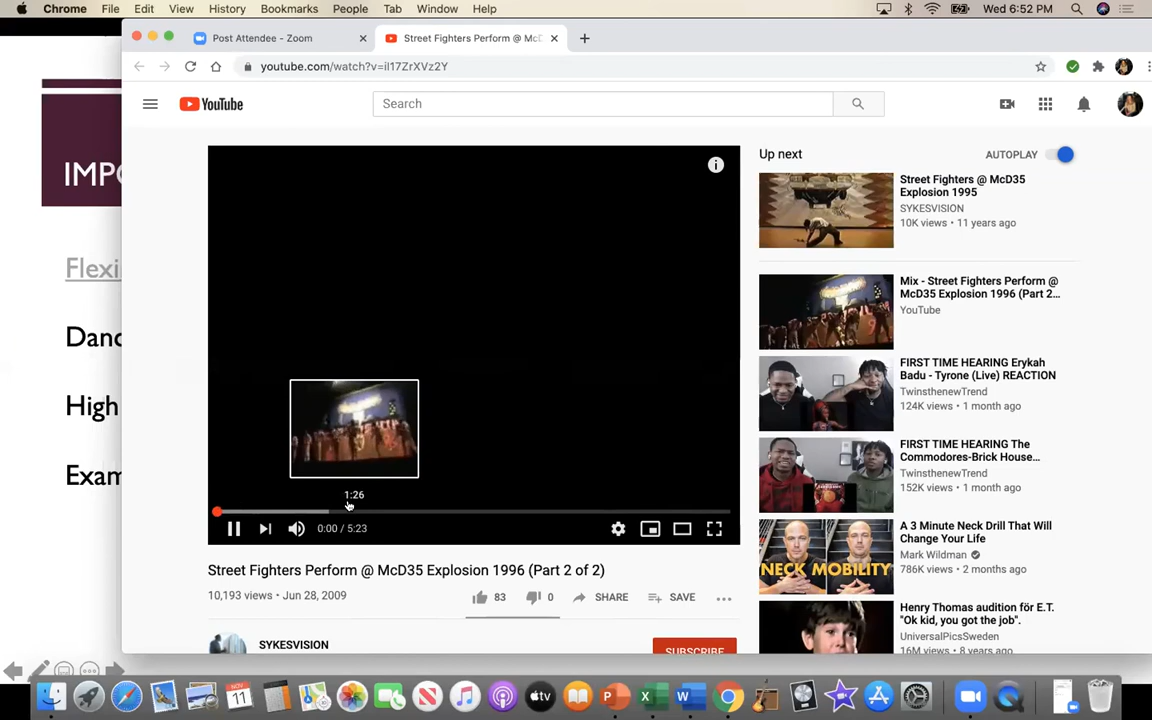 Chrome File Edit View History Bookmarks People Tab Window Help Wed 6:52 PM
Post Attendee - Zoom
Street Fighters Perform @ McD
youtube.com/watch?v=il17ZrXVz2Y
YouTube
Search
IMPO
Flexi
Danc
High
Exam
i
1:26
0:00 / 5:23
Street Fighters Perform @ McD35 Explosion 1996 (Part 2 of 2)
10,193 views • Jun 28, 2009
83
0
SHARE
SAVE
SYKESVISION
SUBSCRIBE
Up next
AUTOPLAY
Street Fighters @ McD35
Explosion 1995
SYKESVISION
10K views • 11 years ago
Mix - Street Fighters Perform @
McD35 Explosion 1996 (Part 2...
YouTube
FIRST TIME HEARING Erykah
Badu - Tyrone (Live) REACTION
TwinsthenewTrend
124K views • 1 month ago
FIRST TIME HEARING The
Commodores-Brick House...
TwinsthenewTrend
152K views • 1 month ago
NECK MOBILITY
A 3 Minute Neck Drill That Will
Change Your Life
Mark Wildman
786K views • 2 months ago
Henry Thomas audition för E.T.
"Ok kid, you got the job".
UniversalPicsSweden
16M views • 8 years ago
NOV
11
tv